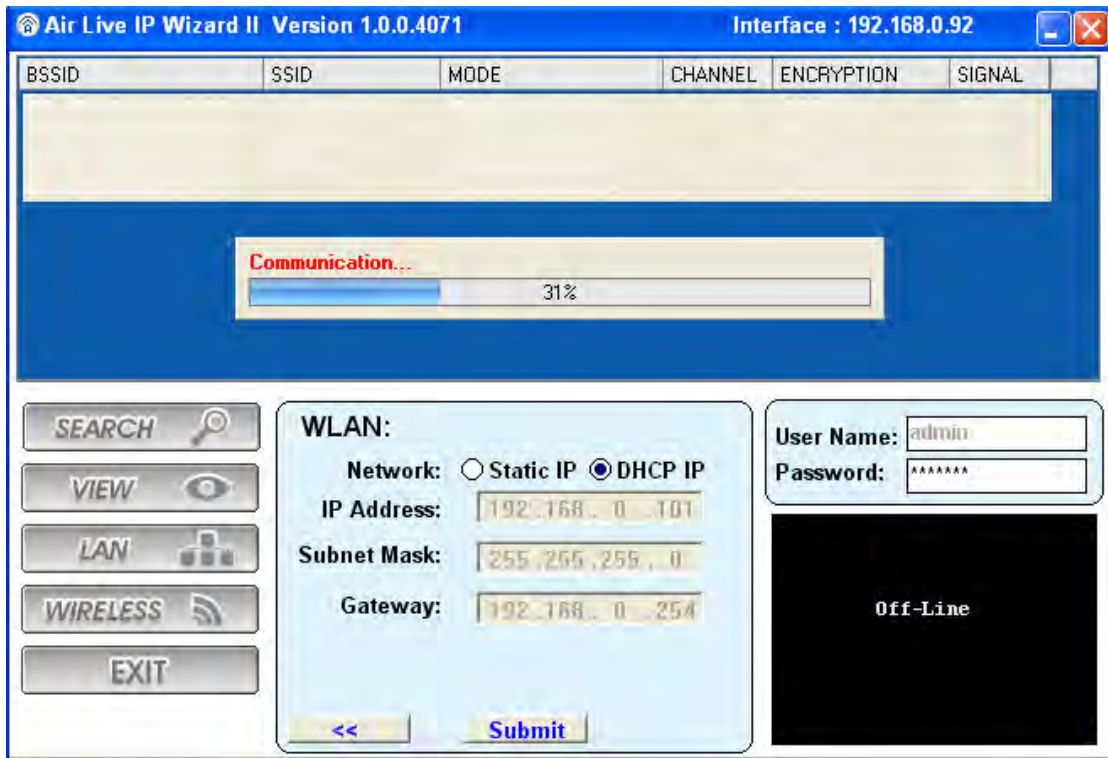 Air Live IP Wizard II Version 1.0.0.4071 Interface : 192.168.0.92
BSSID SSID MODE CHANNEL ENCRYPTION SIGNAL
Communication...
31%
SEARCH
VIEW
LAN
WIRELESS
EXIT
WLAN:
Network: Static IP DHCP IP
IP Address: 192 .168 . 0 .101
Subnet Mask: 255 .255 .255 . 0
Gateway: 192 .168 . 0 .254
<< Submit
User Name: admin
Password: *******
Off-Line